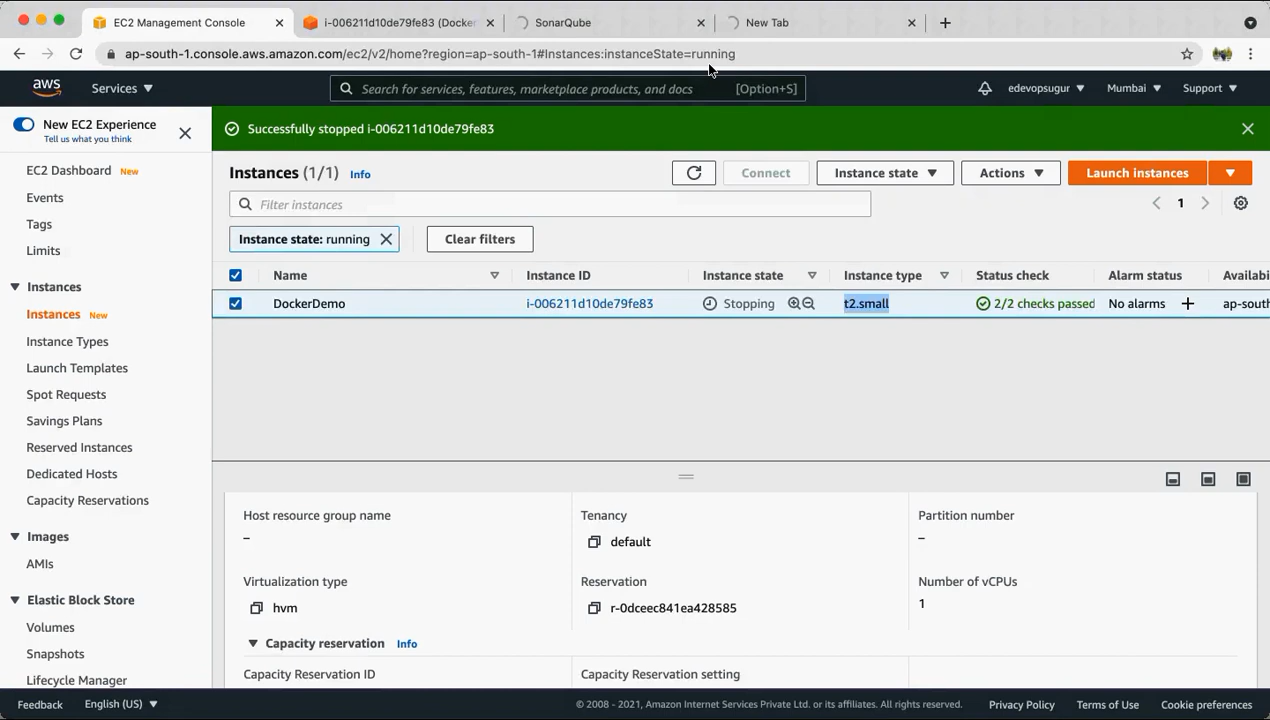 EC2 Management Console
i-006211d10de79fe83 (Docker
SonarQube
New Tab
ap-south-1.console.aws.amazon.com/ec2/v2/home?region=ap-south-1#Instances:instanceState=running
aws
Services
Search for services, features, marketplace products, and docs [Option+S]
edevopsugur
Mumbai
Support
New EC2 Experience
Tell us what you think
EC2 Dashboard New
Events
Tags
Limits
Instances
Instances New
Instance Types
Launch Templates
Spot Requests
Savings Plans
Reserved Instances
Dedicated Hosts
Capacity Reservations
Images
AMIs
Elastic Block Store
Volumes
Snapshots
Lifecycle Manager
Successfully stopped i-006211d10de79fe83
Instances (1/1) Info
Connect
Instance state
Actions
Launch instances
Filter instances
1
Instance state: running
Clear filters
Name Instance ID Instance state Instance type Status check Alarm status Availabi
DockerDemo i-006211d10de79fe83 Stopping t2.small 2/2 checks passed No alarms ap-south
Host resource group name
–
Tenancy
default
Partition number
–
Virtualization type
hvm
Reservation
r-0dceec841ea428585
Number of vCPUs
1
Capacity reservation Info
Capacity Reservation ID
Capacity Reservation setting
Feedback
English (US)
© 2008 - 2021, Amazon Internet Services Private Ltd. or its affiliates. All rights reserved.
Privacy Policy
Terms of Use
Cookie preferences